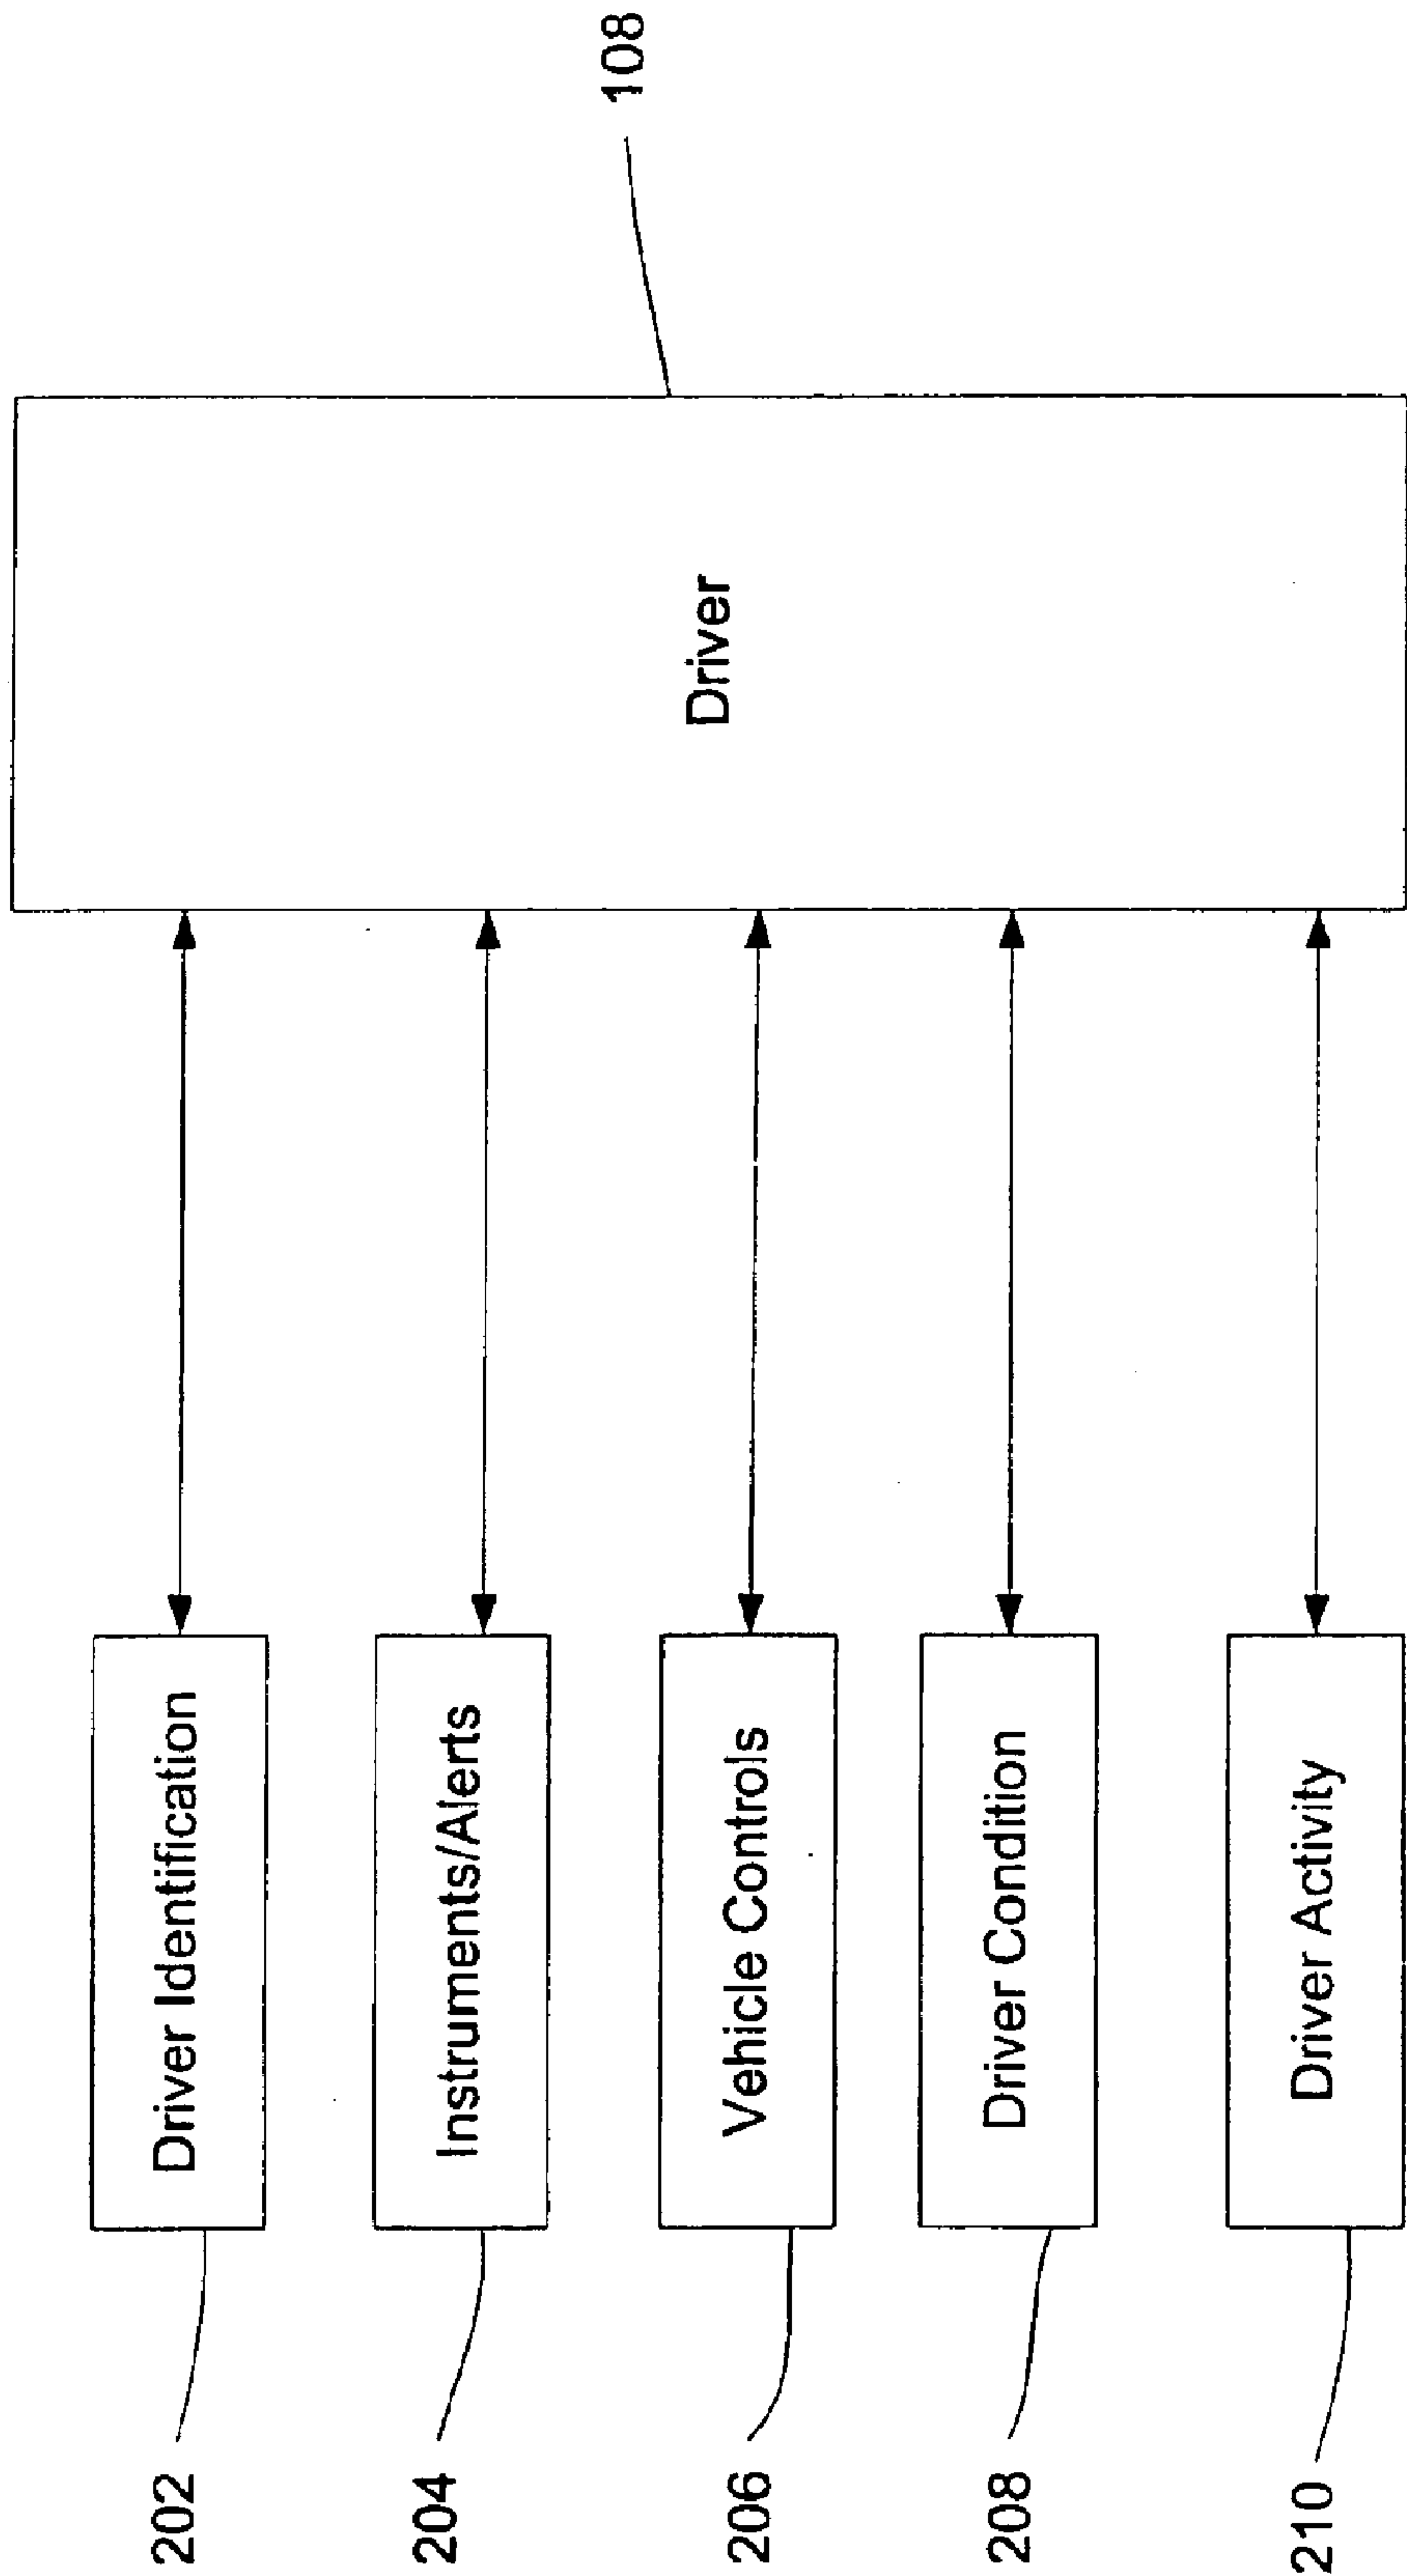 202
Driver Identification
204
Instruments/Alerts
206
Vehicle Controls
208
Driver Condition
210
Driver Activity
Driver
108